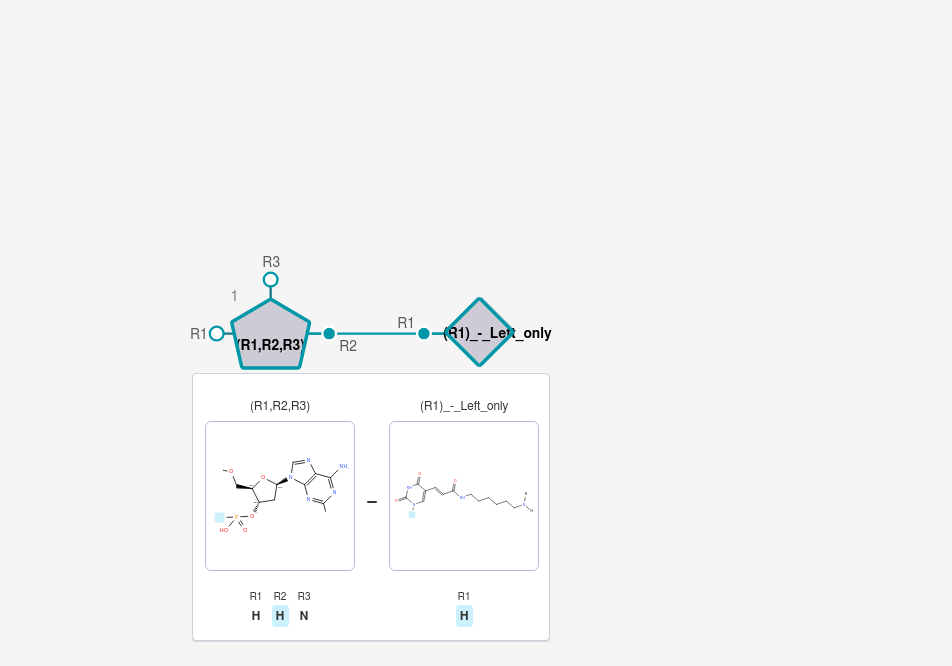 R3
1
R1
(R1,R2,R3)
R2
R1
(R1)_-_Left_only
(R1,R2,R3)
(R1)_-_Left_only
O
O
N
N
NH
N
N
O
P
HO
O
O
O
HN
O
N
O
NH
N
H
H
–
R1 R2 R3
H H N
R1
H